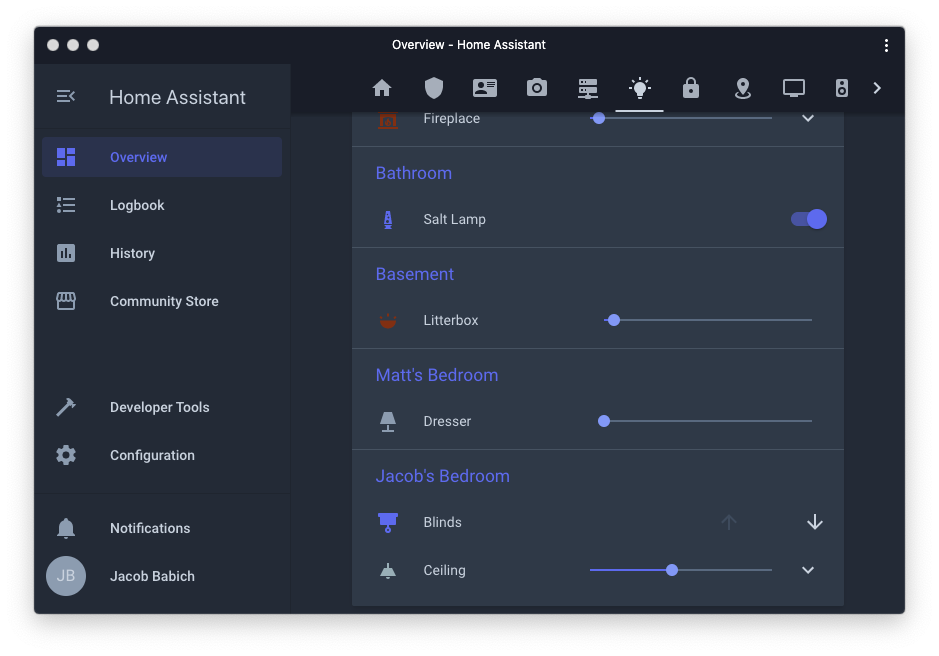 Overview - Home Assistant
Home Assistant
Overview
Logbook
History
Community Store
Developer Tools
Configuration
Notifications
JB
Jacob Babich
Fireplace
Bathroom
Salt Lamp
Basement
Litterbox
Matt's Bedroom
Dresser
Jacob's Bedroom
Blinds
Ceiling